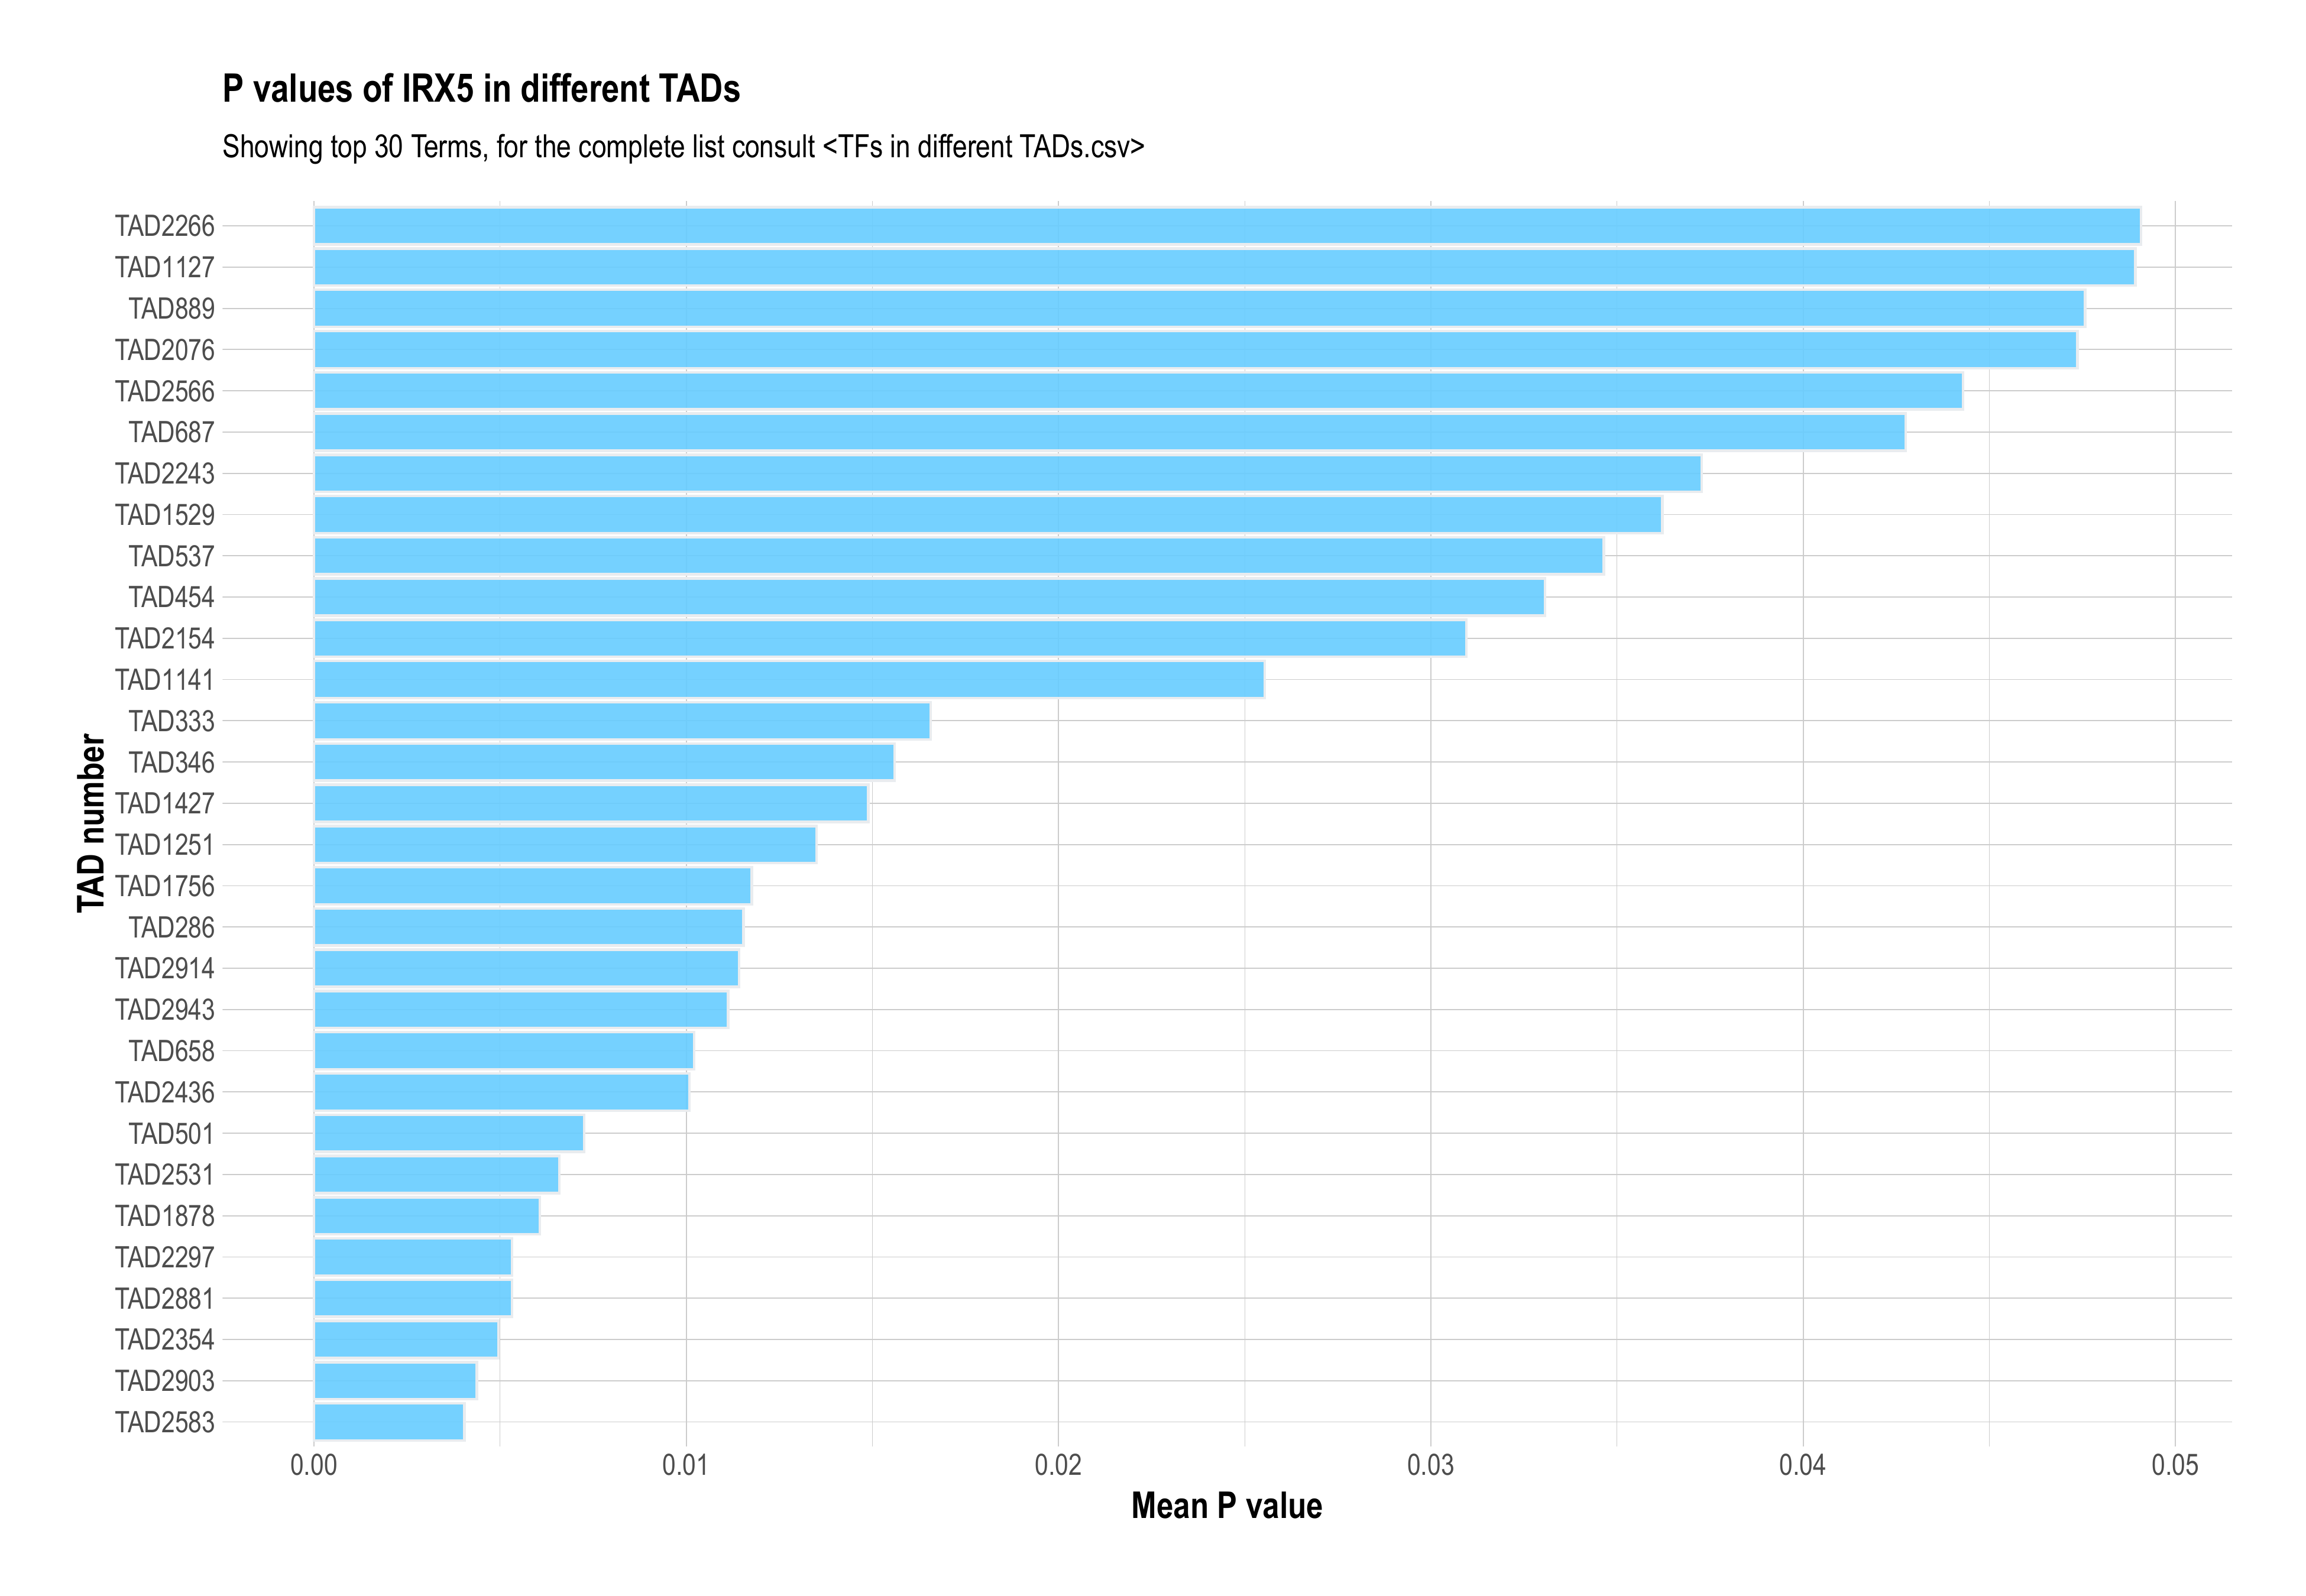 P values of IRX5 in different TADs
Showing top 30 Terms, for the complete list consult <TFs in different TADs.csv>
TAD number
TAD2266
TAD1127
TAD889
TAD2076
TAD2566
TAD687
TAD2243
TAD1529
TAD537
TAD454
TAD2154
TAD1141
TAD333
TAD346
TAD1427
TAD1251
TAD1756
TAD286
TAD2914
TAD2943
TAD658
TAD2436
TAD501
TAD2531
TAD1878
TAD2297
TAD2881
TAD2354
TAD2903
TAD2583
0.00 0.01 0.02 0.03 0.04 0.05
Mean P value